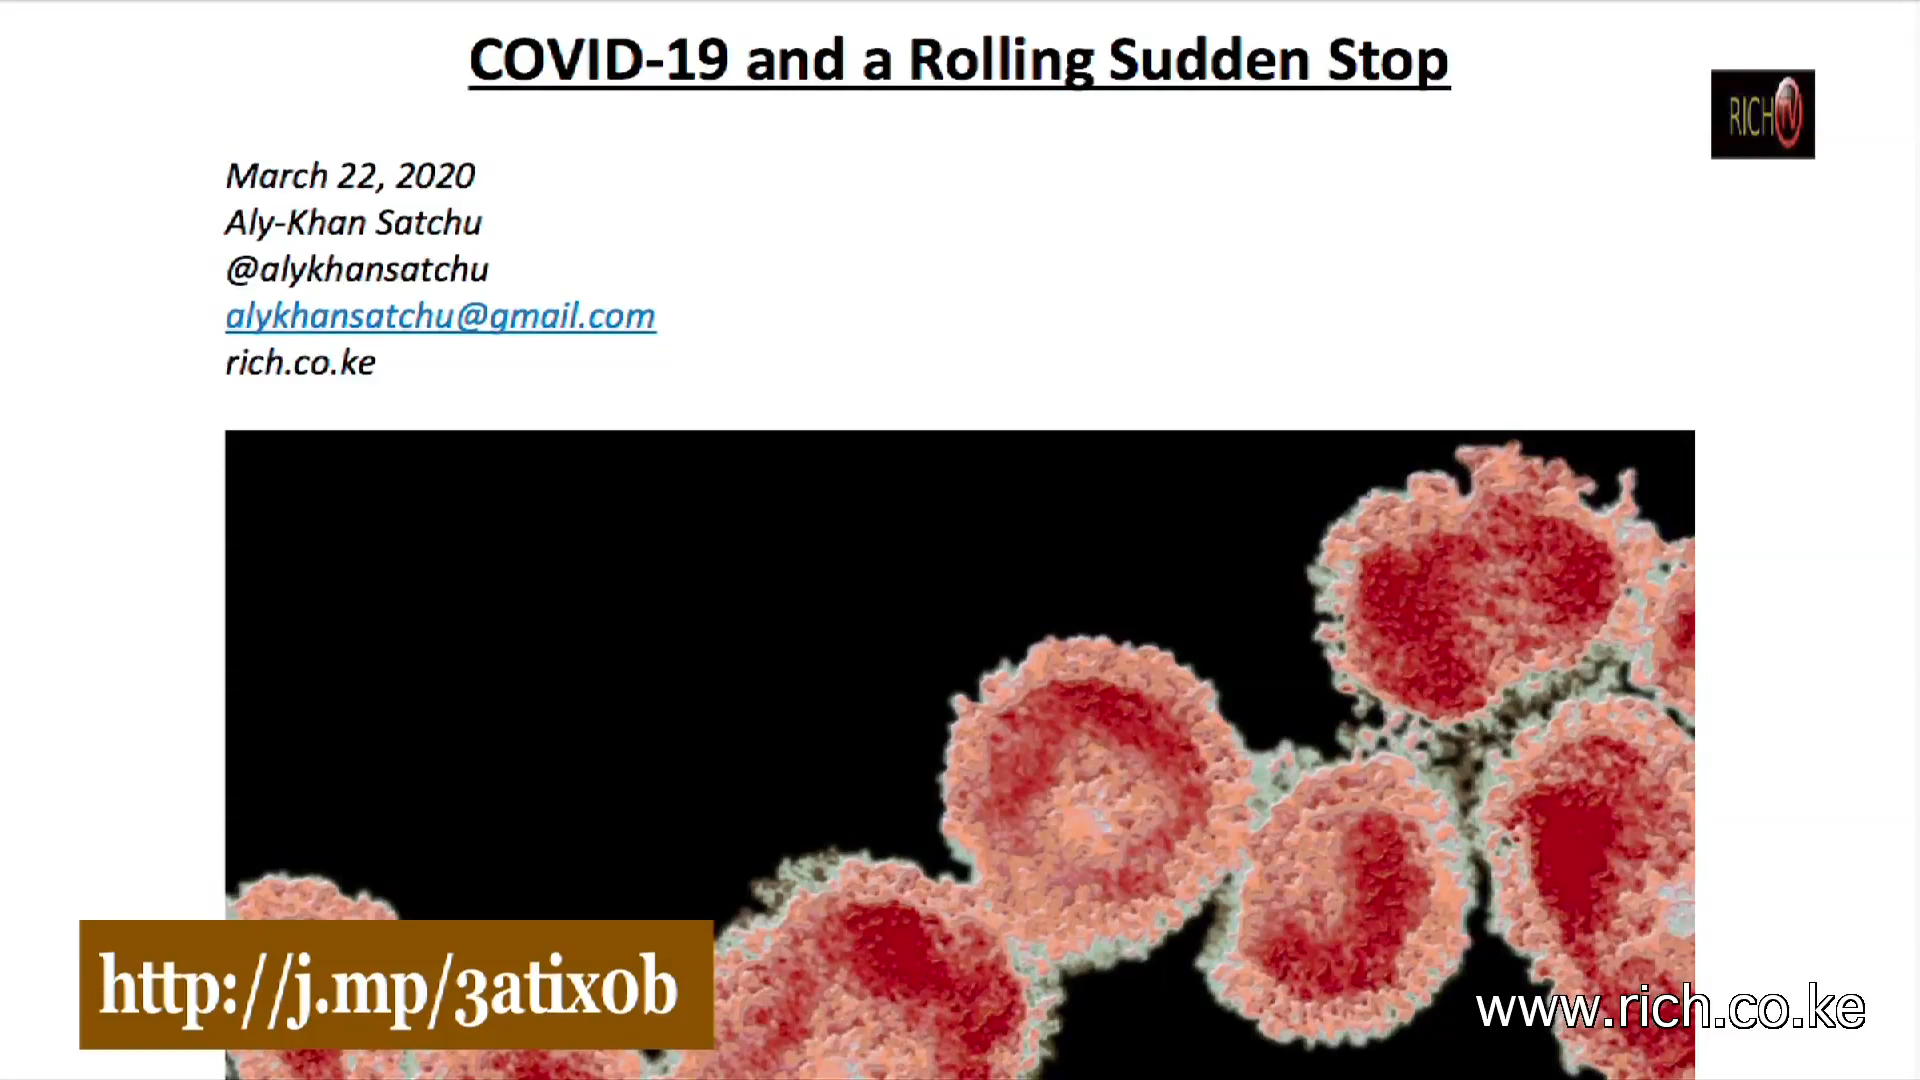 COVID-19 and a Rolling Sudden Stop
RICH TV
March 22, 2020
Aly-Khan Satchu
@alykhansatchu
alykhansatchu@gmail.com
rich.co.ke
http://j.mp/3atix0b
www.rich.co.ke